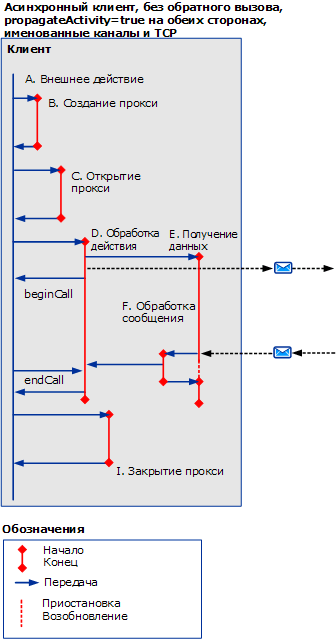 Асинхронный клиент, без обратного вызова,
propagateActivity=true на обеих сторонах,
именованные каналы и TCP
Клиент
A. Внешнее действие
B. Создание прокси
C. Открытие
прокси
D. Обработка
действия
E. Получение
данных
beginCall
F. Обработка
сообщения
endCall
I. Закрытие прокси
Обозначения
Начало
Конец
Передача
Приостановка
Возобновление